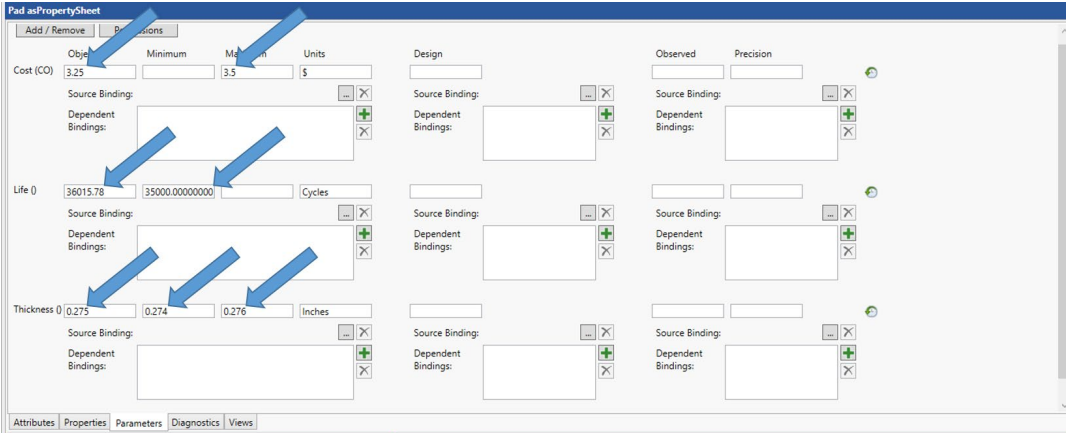 Pad asPropertySheet
Add / Remove
Minimum Units Design Observed Precision
Cost (CO) 3.25 3.5 $
Source Binding: ... Source Binding: ... Source Binding: ...
Dependent Dependent Dependent
Bindings: Bindings: Bindings:
Life () 36015.78 35000.00000000 Cycles
Source Binding: ... Source Binding: ... Source Binding: ...
Dependent Dependent Dependent
Bindings: Bindings: Bindings:
Thickness () 0.275 0.274 0.276 Inches
Source Binding: ... Source Binding: ... Source Binding: ...
Dependent Dependent Dependent
Bindings: Bindings: Bindings:
Attributes Properties Parameters Diagnostics Views